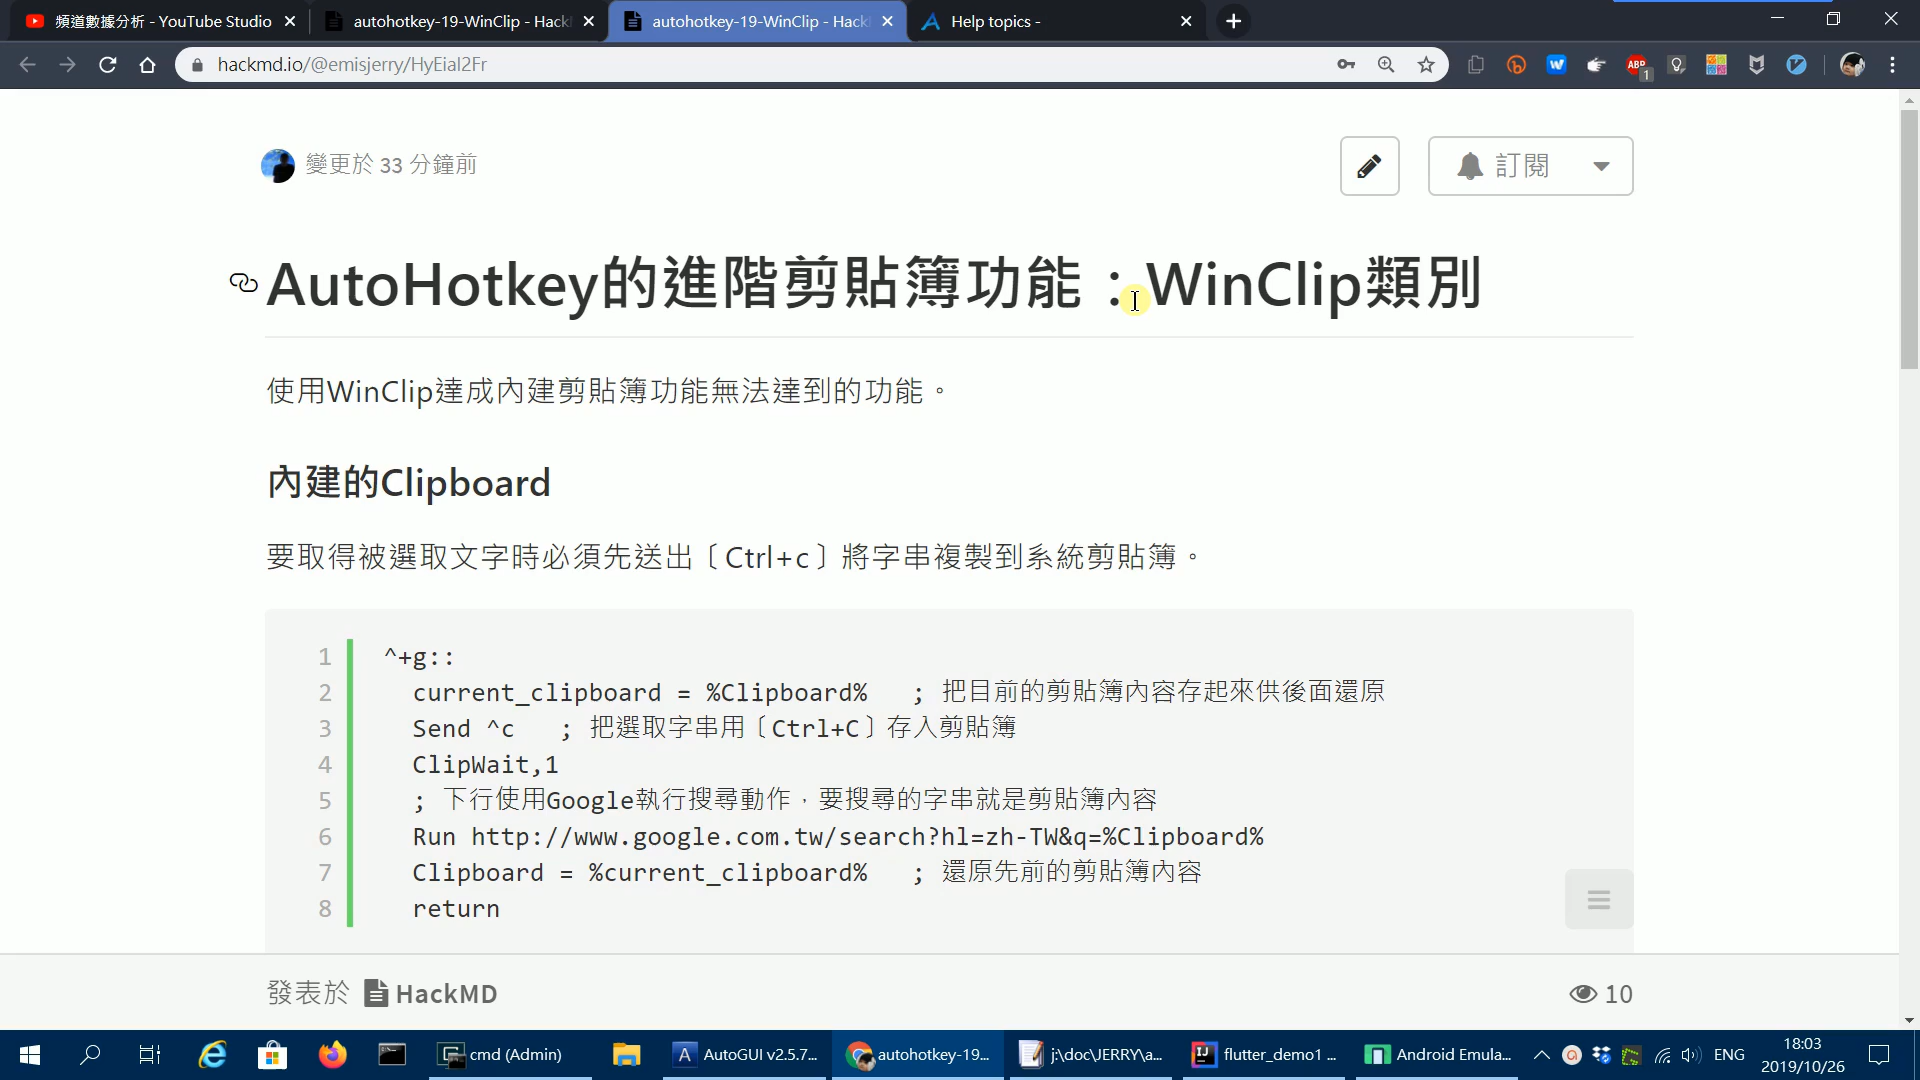 頻道數據分析 - YouTube Studio
autohotkey-19-WinClip - Hack
autohotkey-19-WinClip - Hack
Help topics -
hackmd.io/@emisjerry/HyEiaI2Fr
ABP
1
變更於 33 分鐘前
訂閱
AutoHotkey的進階剪貼簿功能：WinClip類別
使用WinClip達成內建剪貼簿功能無法達到的功能。
內建的Clipboard
要取得被選取文字時必須先送出〔Ctrl+c〕將字串複製到系統剪貼簿。
1 ^+g::
2 current_clipboard = %Clipboard% ; 把目前的剪貼簿內容存起來供後面還原
3 Send ^c ; 把選取字串用〔Ctrl+C〕存入剪貼簿
4 ClipWait,1
5 ; 下行使用Google執行搜尋動作，要搜尋的字串就是剪貼簿內容
6 Run http://www.google.com.tw/search?hl=zh-TW&q=%Clipboard%
7 Clipboard = %current_clipboard% ; 還原先前的剪貼簿內容
8 return
發表於 HackMD
10
cmd (Admin)
AutoGUI v2.5.7...
autohotkey-19...
j:\doc\JERRY\a...
flutter_demo1 ...
Android Emula...
ENG
18:03
2019/10/26